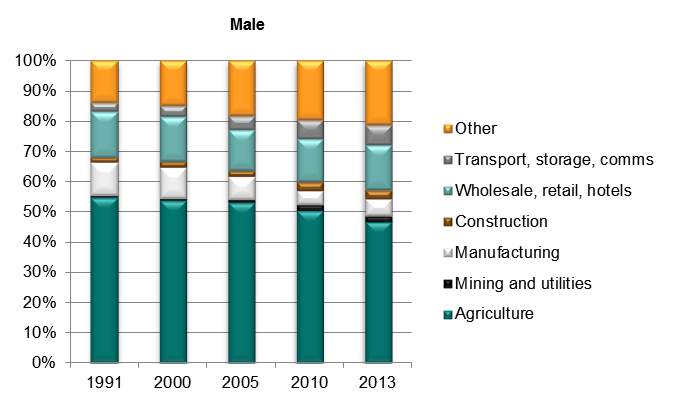 Male
100%
90%
80%
70%
60%
50%
40%
30%
20%
10%
0%
1991 2000 2005 2010 2013
Other
Transport, storage, comms
Wholesale, retail, hotels
Construction
Manufacturing
Mining and utilities
Agriculture